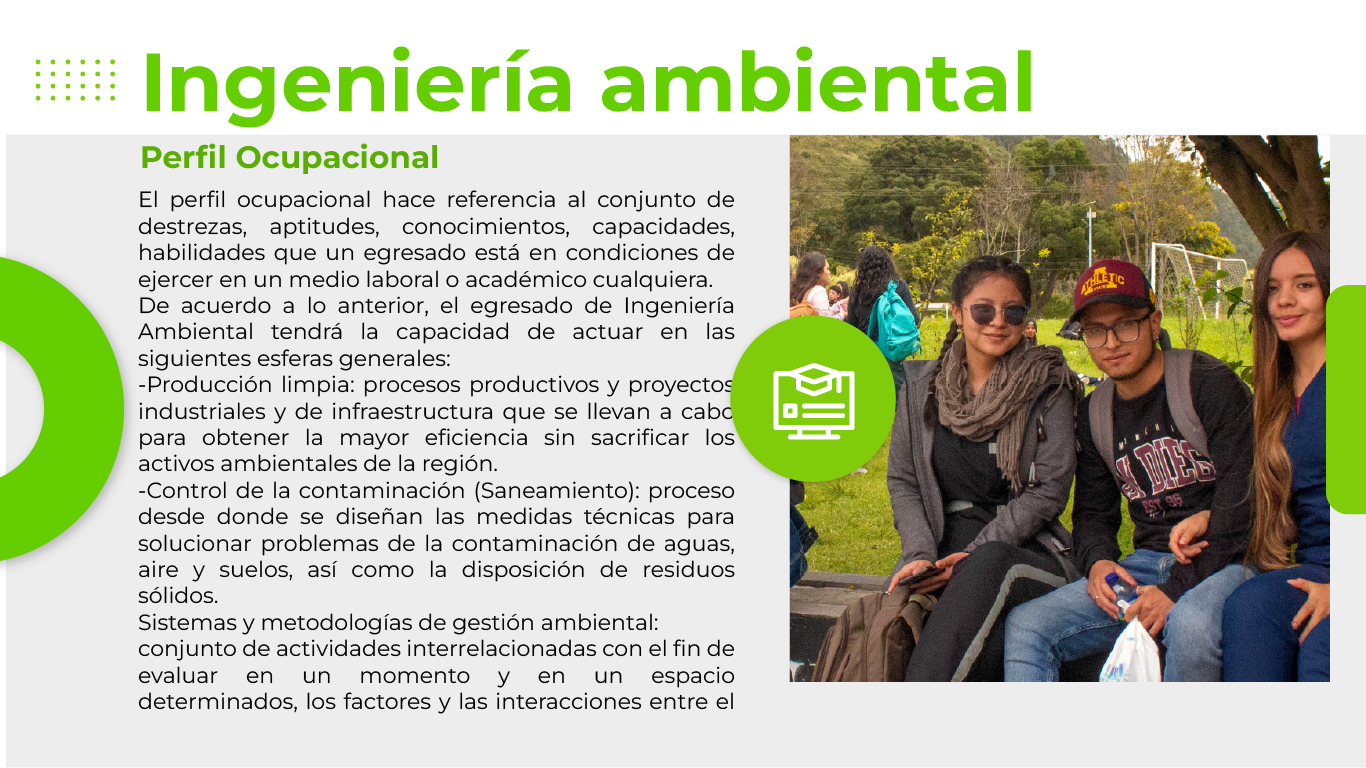 Ingeniería ambiental
Perfil Ocupacional
El perfil ocupacional hace referencia al conjunto de
destrezas, aptitudes, conocimientos, capacidades,
habilidades que un egresado está en condiciones de
ejercer en un medio laboral o académico cualquiera.
De acuerdo a lo anterior, el egresado de Ingeniería
Ambiental tendrá la capacidad de actuar en las
siguientes esferas generales:
-Producción limpia: procesos productivos y proyectos
industriales y de infraestructura que se llevan a cabo
para obtener la mayor eficiencia sin sacrificar los
activos ambientales de la región.
-Control de la contaminación (Saneamiento): proceso
desde donde se diseñan las medidas técnicas para
solucionar problemas de la contaminación de aguas,
aire y suelos, así como la disposición de residuos
sólidos.
Sistemas y metodologías de gestión ambiental:
conjunto de actividades interrelacionadas con el fin de
evaluar en un momento y en un espacio
determinados, los factores y las interacciones entre el
ATHLETIC
DIEG
EST 96